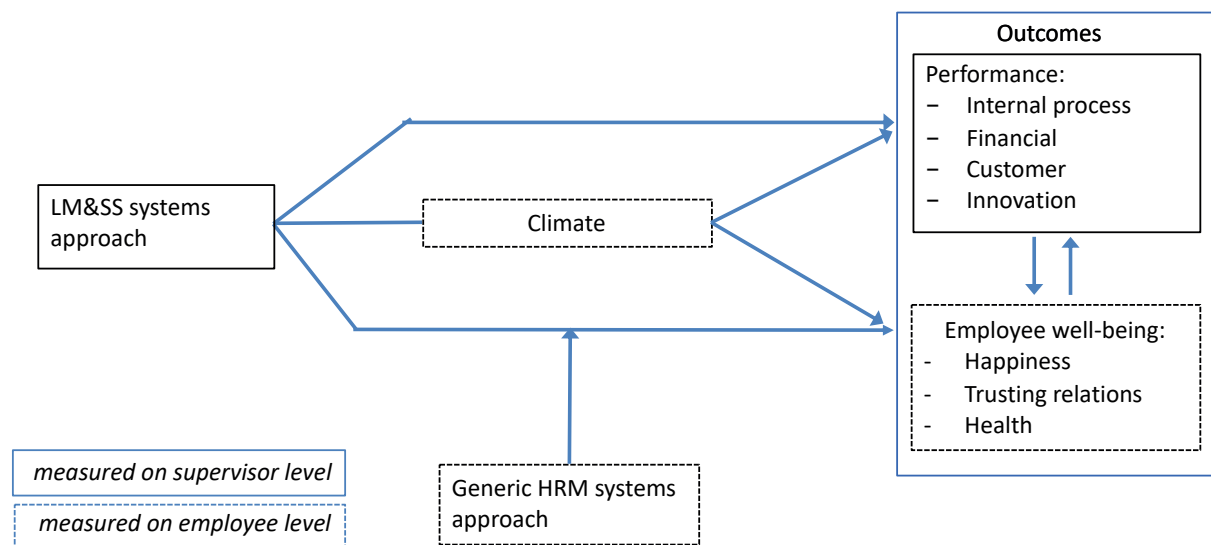 Outcomes
Performance:
– Internal process
– Financial
– Customer
– Innovation
LM&SS systems
approach
Climate
Employee well-being:
- Happiness
- Trusting relations
- Health
measured on supervisor level
measured on employee level
Generic HRM systems
approach